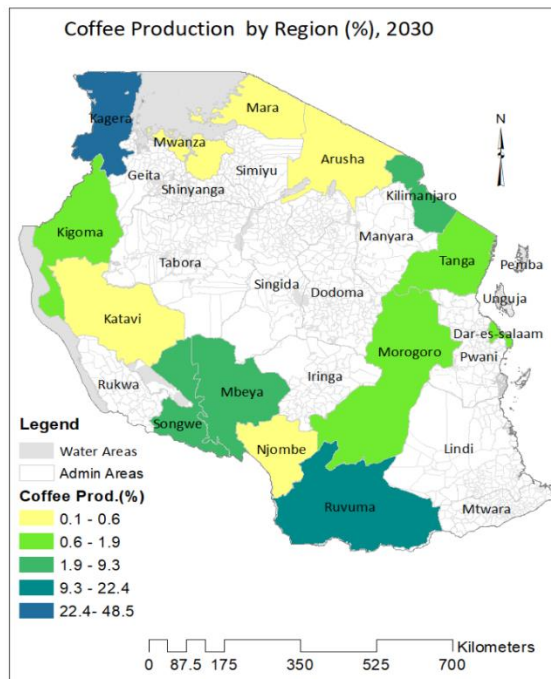 Coffee Production by Region (%), 2030
N
Kagera
Mara
Mwanza
Arusha
Simiyu
Geita
Shinyanga
Kilimanjaro
Kigoma
Manyara
Tanga
Pemba
Tabora
Singida
Dodoma
Unguja
Katavi
Dar-es-salaam
Morogoro
Pwani
Rukwa
Mbeya
Iringa
Songwe
Njombe
Lindi
Ruvuma
Mtwara
Legend
Water Areas
Admin Areas
Coffee Prod.(%)
0.1 - 0.6
0.6 - 1.9
1.9 - 9.3
9.3 - 22.4
22.4- 48.5
Kilometers
0 87.5 175 350 525 700